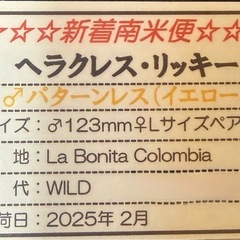 ☆☆新着南米便☆☆
ヘラクレス・リッキー
♂パターンレス（イエロー
イズ：♂123mm♀Lサイズペア
地：La Bonita Colombia
代：WILD
荷日：2025年2月